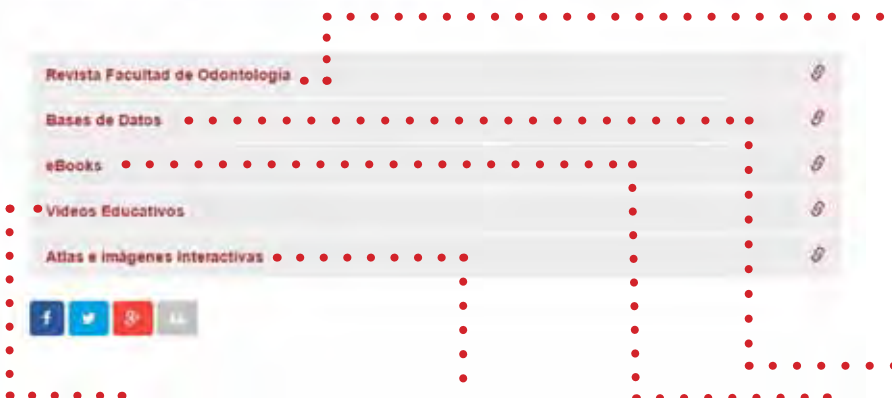 Revista Facultad de Odontología
Bases de Datos
eBooks
Videos Educativos
Atlas e imágenes interactivas